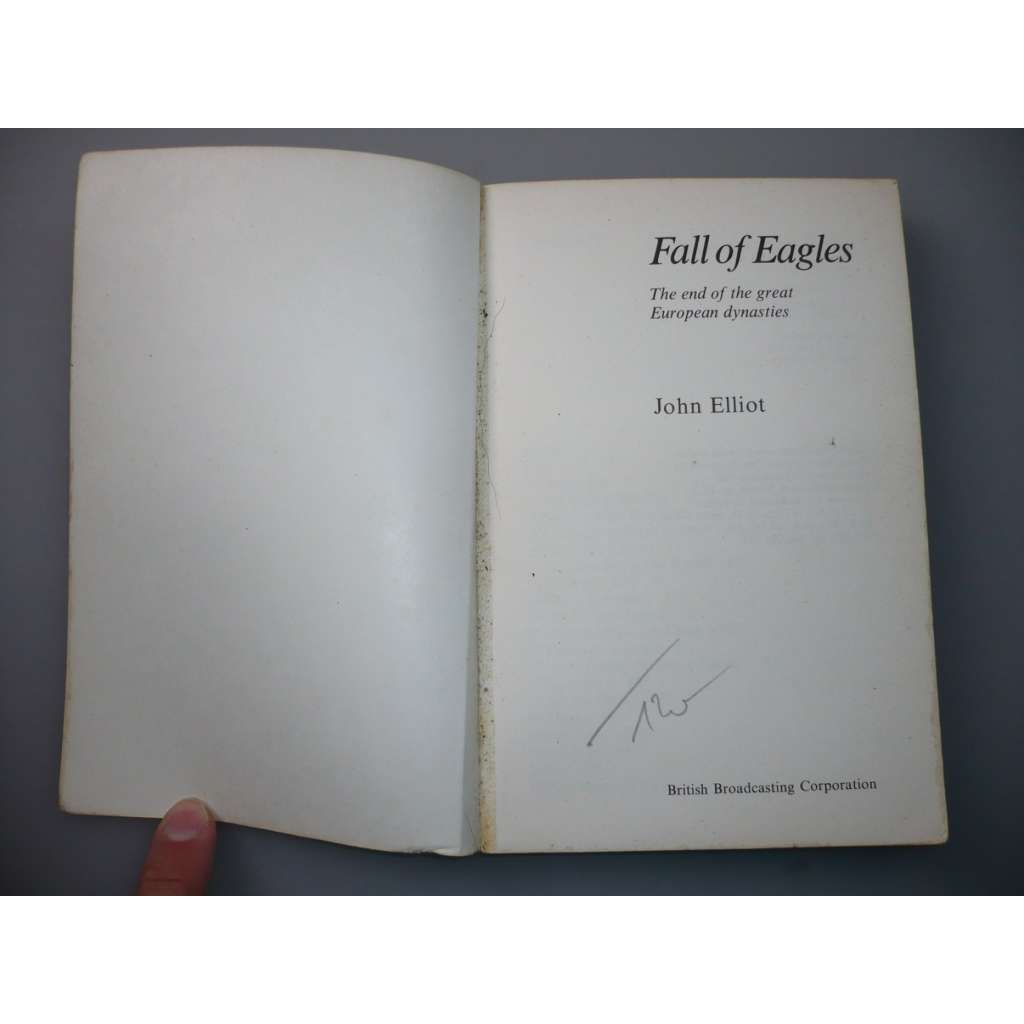 Fall of Eagles
The end of the great
European dynasties
John Elliot
British Broadcasting Corporation